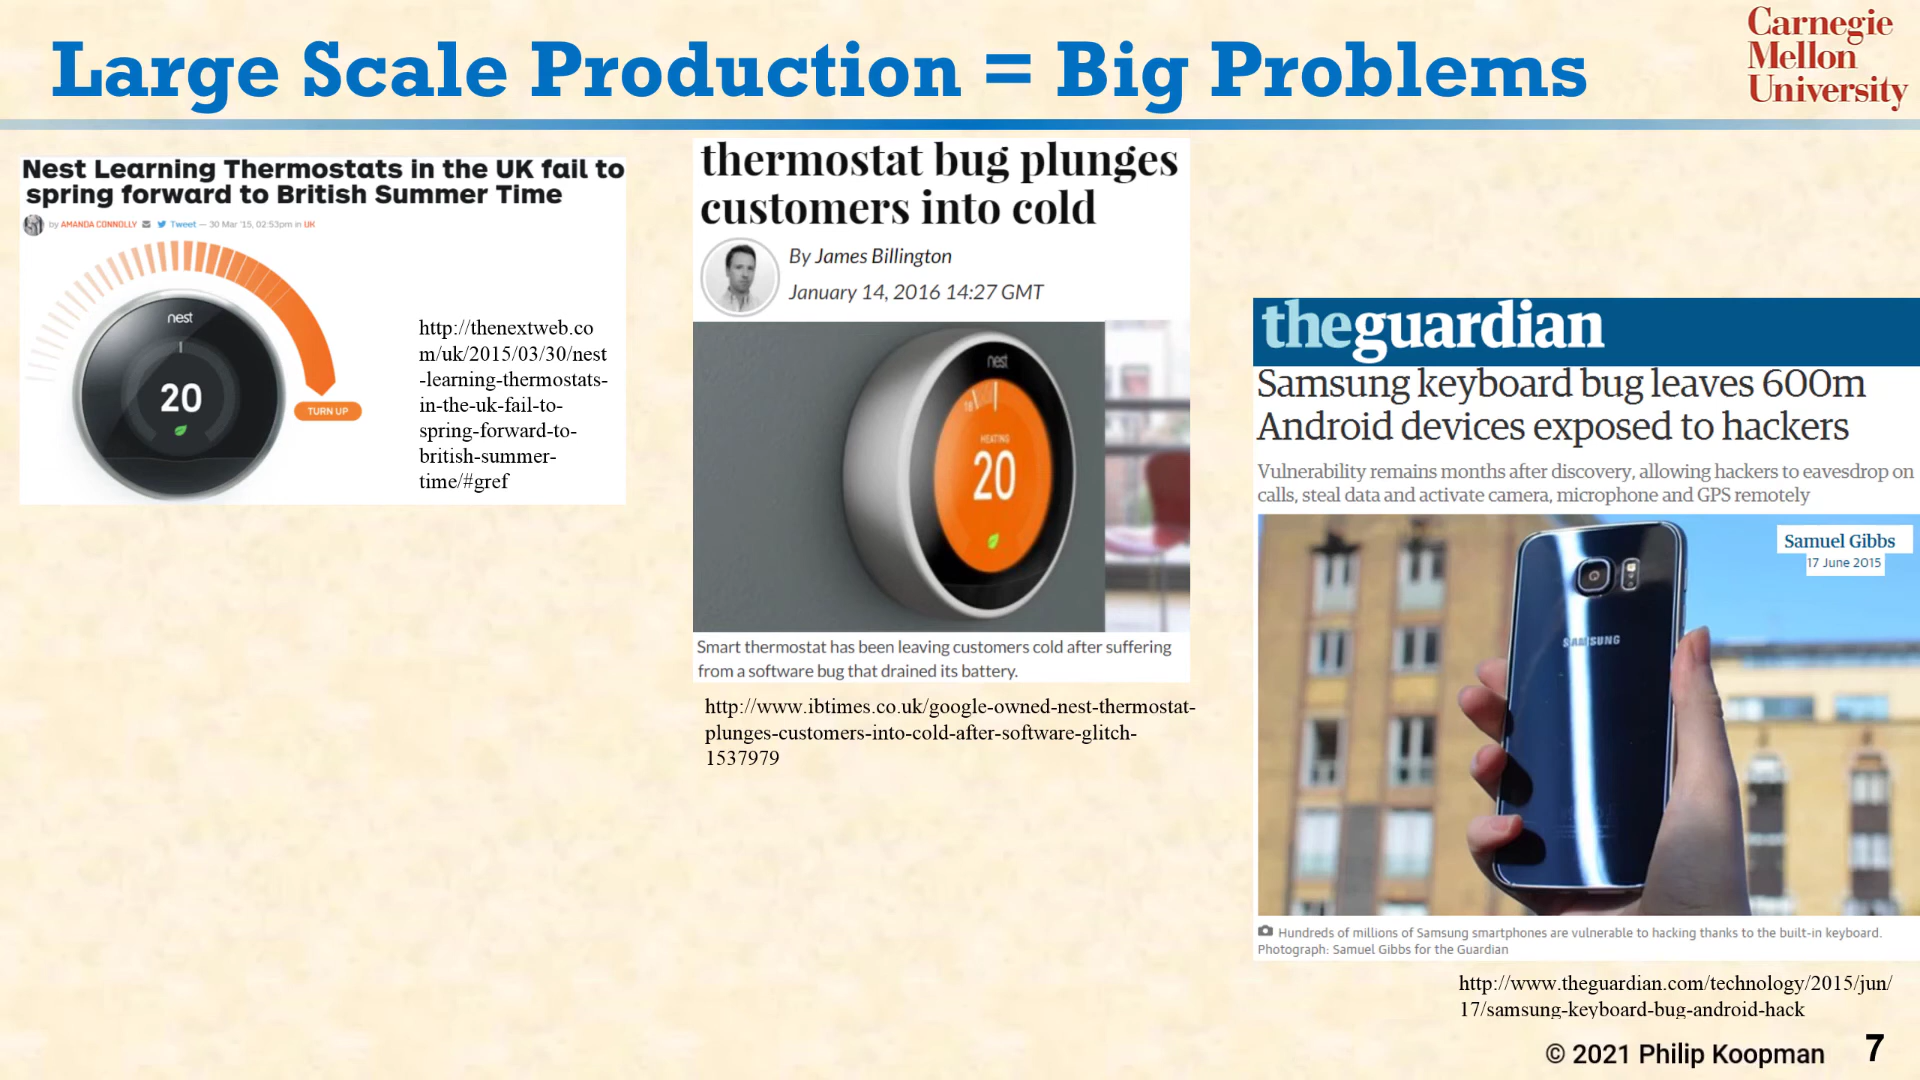 Large Scale Production = Big Problems
Carnegie
Mellon
University
Nest Learning Thermostats in the UK fail to
spring forward to British Summer Time
by AMANDA CONNOLLY Tweet — 30 Mar '15, 02:53pm in UK
nest
20
TURN UP
http://thenextweb.co
m/uk/2015/03/30/nest
-learning-thermostats-
in-the-uk-fail-to-
spring-forward-to-
british-summer-
time/#gref
thermostat bug plunges
customers into cold
By James Billington
January 14, 2016 14:27 GMT
nest
HEATING
20
Smart thermostat has been leaving customers cold after suffering
from a software bug that drained its battery.
http://www.ibtimes.co.uk/google-owned-nest-thermostat-
plunges-customers-into-cold-after-software-glitch-
1537979
theguardian
Samsung keyboard bug leaves 600m
Android devices exposed to hackers
Vulnerability remains months after discovery, allowing hackers to eavesdrop on
calls, steal data and activate camera, microphone and GPS remotely
Samuel Gibbs
17 June 2015
SAMSUNG
Hundreds of millions of Samsung smartphones are vulnerable to hacking thanks to the built-in keyboard.
Photograph: Samuel Gibbs for the Guardian
http://www.theguardian.com/technology/2015/jun/
17/samsung-keyboard-bug-android-hack
© 2021 Philip Koopman 7